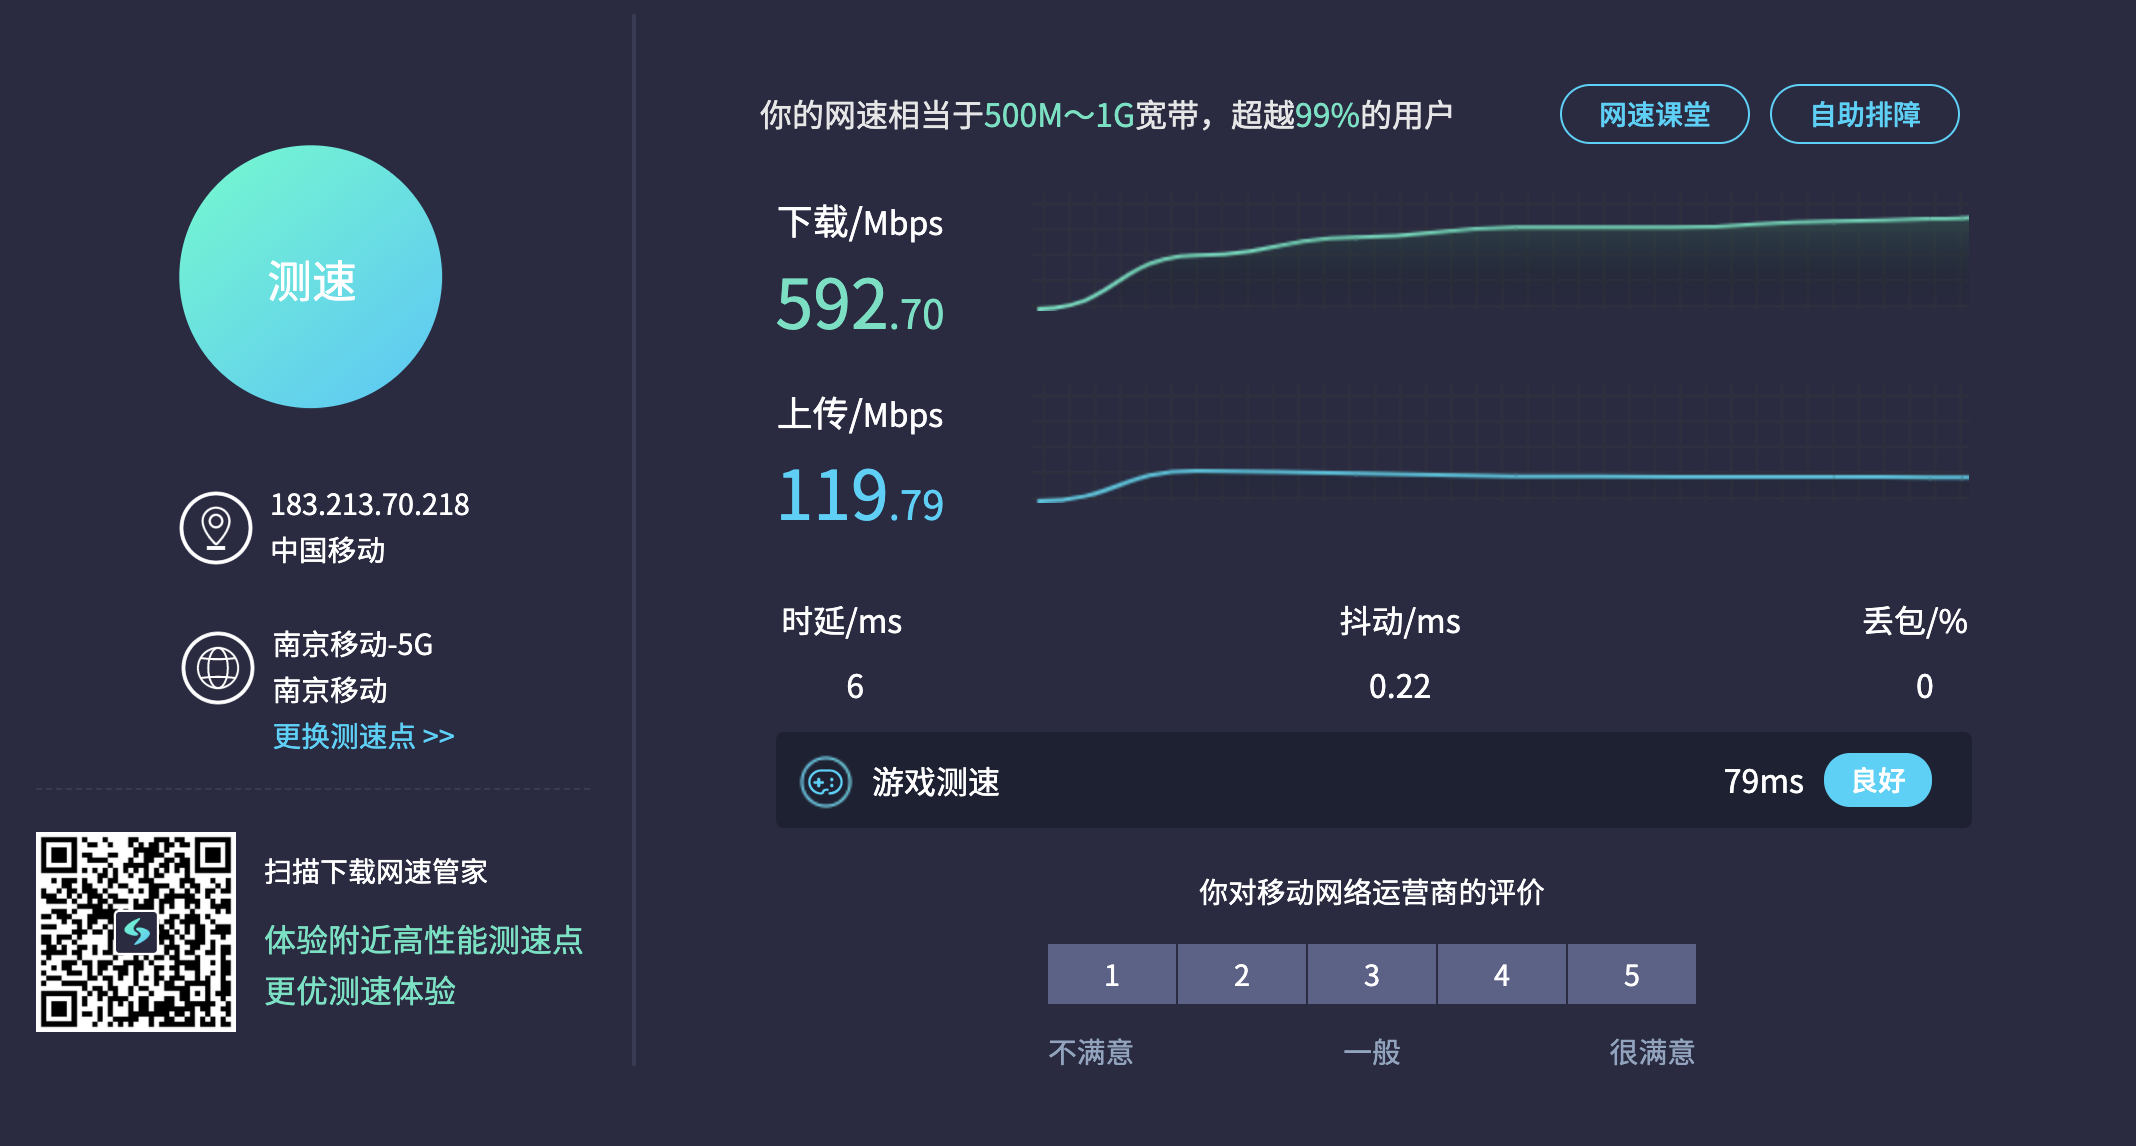 测速
183.213.70.218
中国移动
南京移动-5G
南京移动
更换测速点 >>
扫描下载网速管家
体验附近高性能测速点
更优测速体验
你的网速相当于500M～1G宽带，超越99%的用户
网速课堂
自助排障
下载/Mbps
592.70
上传/Mbps
119.79
时延/ms
抖动/ms
丢包/%
6
0.22
0
游戏测速
79ms
良好
你对移动网络运营商的评价
1
2
3
4
5
不满意
一般
很满意